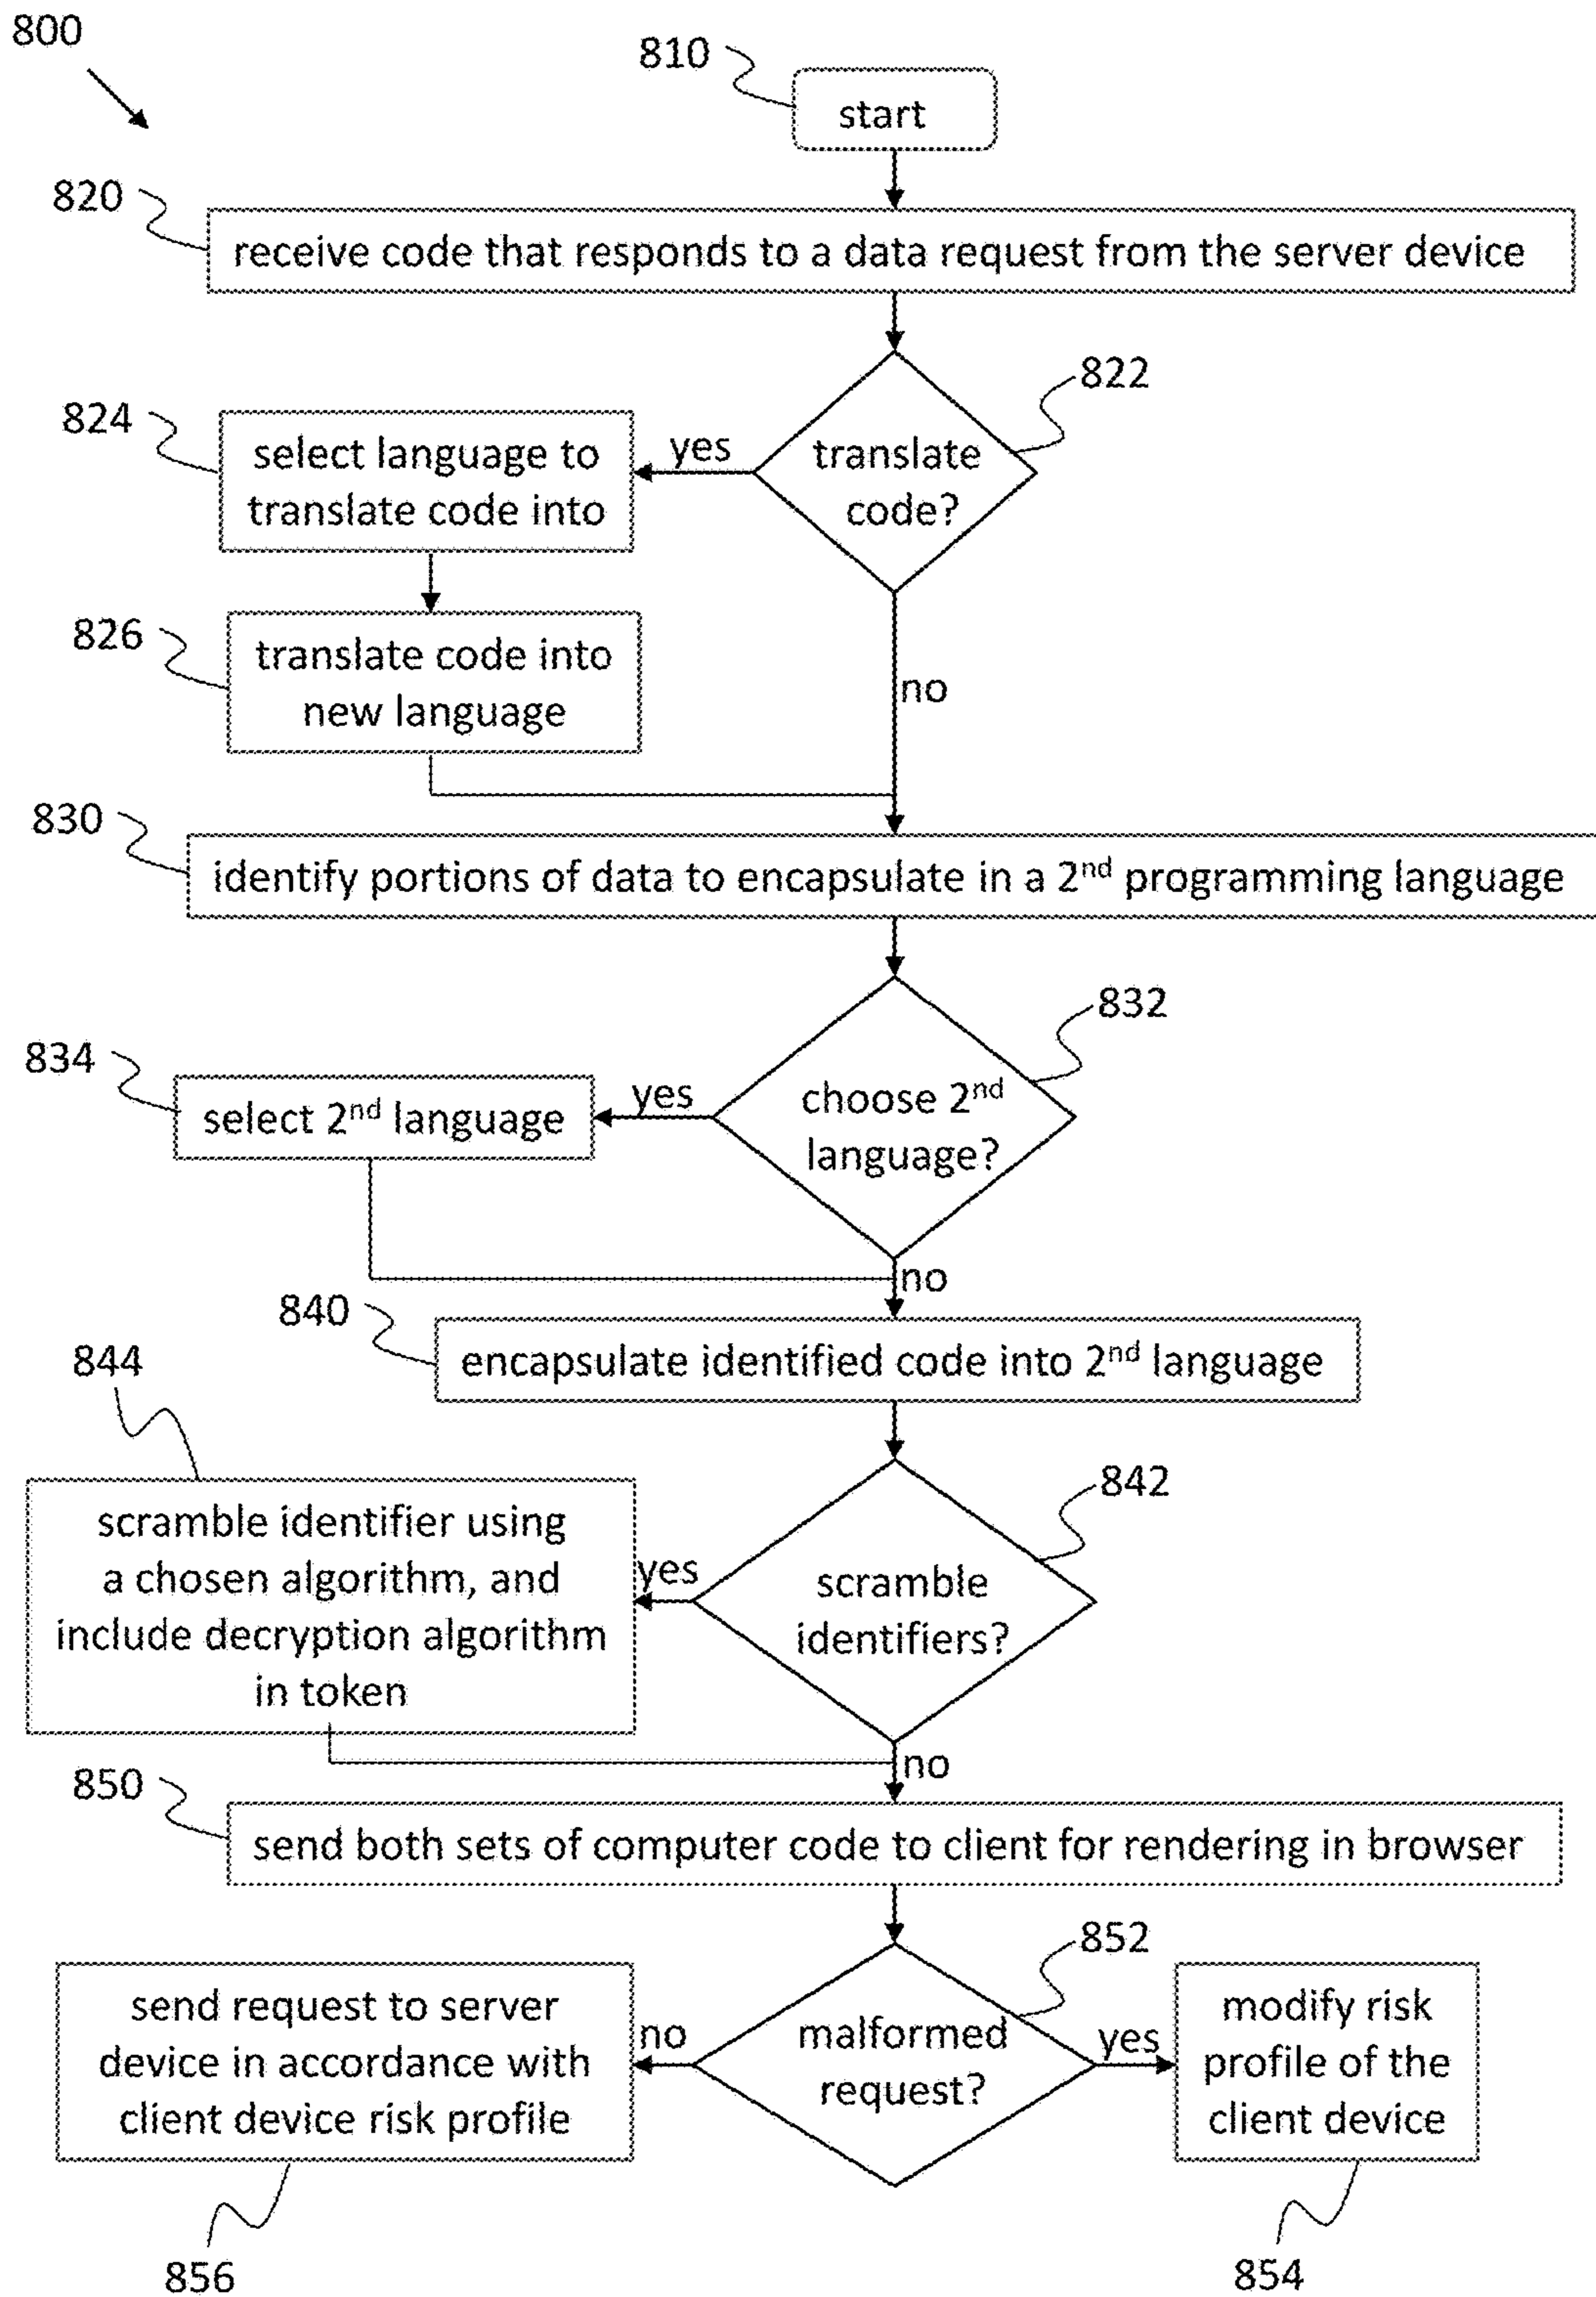 800
810
start
820
receive code that responds to a data request from the server device
822
824
select language to
translate code into
yes
translate
code?
826
translate code into
new language
no
830
identify portions of data to encapsulate in a 2nd programming language
832
834
select 2nd language
yes
choose 2nd
language?
no
840
encapsulate identified code into 2nd language
844
842
scramble identifier using
a chosen algorithm, and
include decryption algorithm
in token
yes
scramble
identifiers?
no
850
send both sets of computer code to client for rendering in browser
852
send request to server
device in accordance with
client device risk profile
no
malformed
request?
yes
modify risk
profile of the
client device
856
854